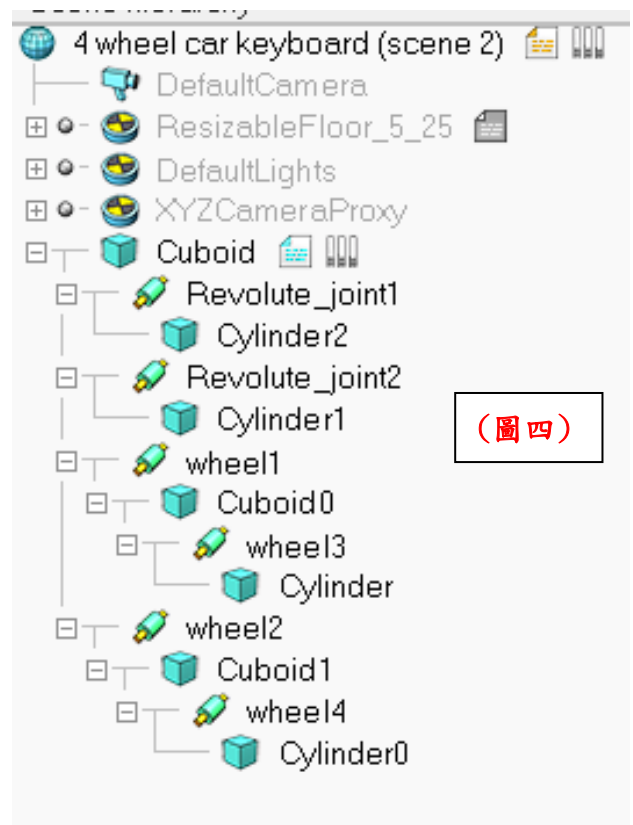 4 wheel car keyboard (scene 2)
DefaultCamera
ResizableFloor_5_25
DefaultLights
XYZCameraProxy
Cuboid
Revolute_joint1
Cylinder2
Revolute_joint2
Cylinder1
(圖四)
wheel1
Cuboid0
wheel3
Cylinder
wheel2
Cuboid1
wheel4
Cylinder0